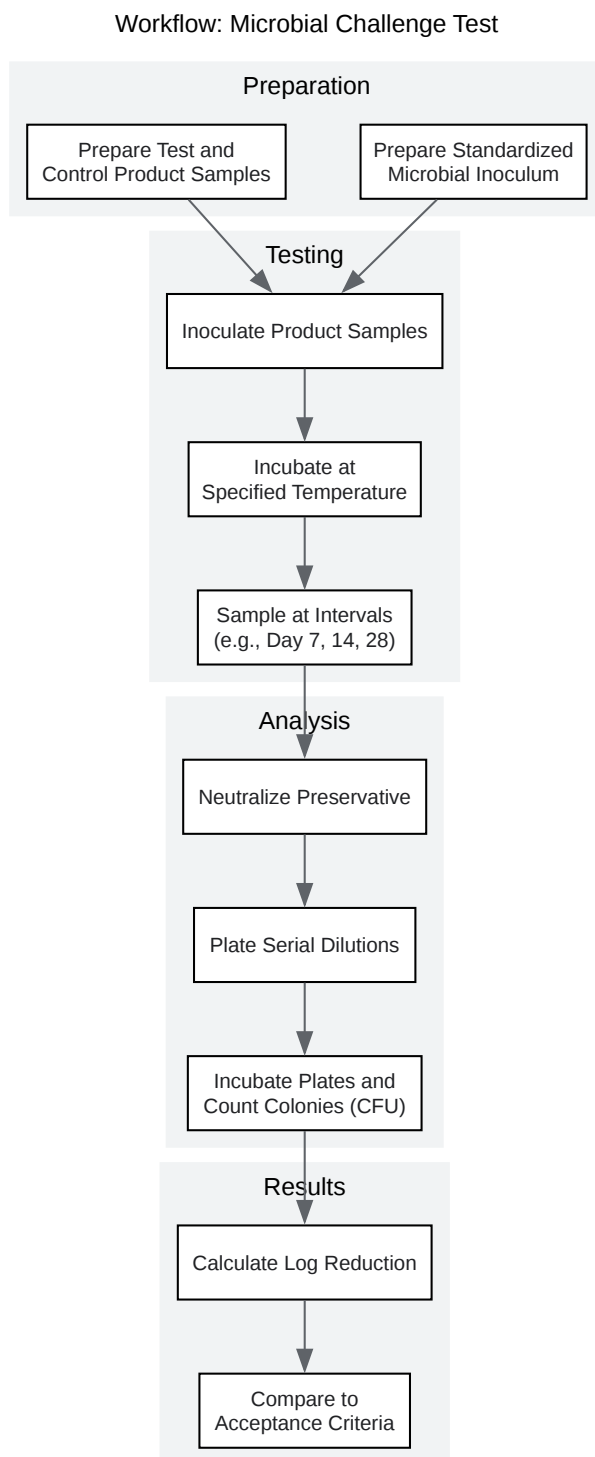 Workflow: Microbial Challenge Test
Preparation
Prepare Test and
Control Product Samples
Prepare Standardized
Microbial Inoculum
Testing
Inoculate Product Samples
Incubate at
Specified Temperature
Sample at Intervals
(e.g., Day 7, 14, 28)
Analysis
Neutralize Preservative
Plate Serial Dilutions
Incubate Plates and
Count Colonies (CFU)
Results
Calculate Log Reduction
Compare to
Acceptance Criteria